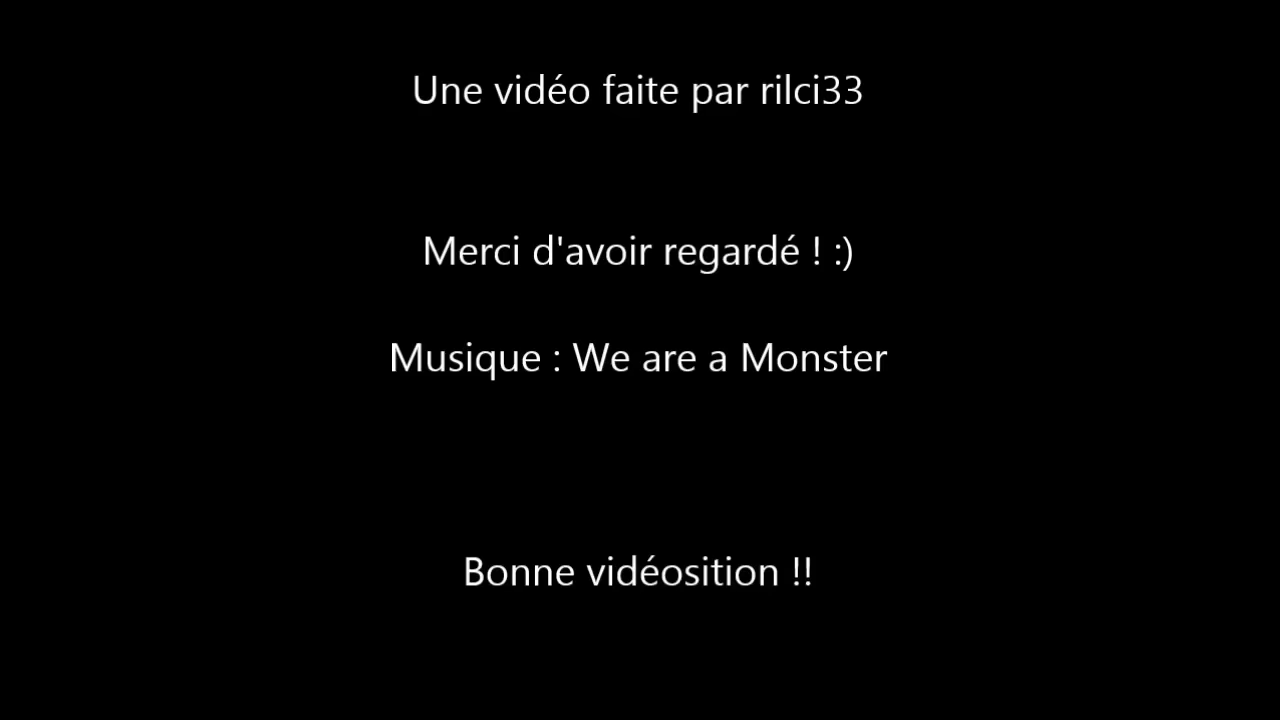 Une vidéo faite par rilci33
Merci d'avoir regardé ! :)
Musique : We are a Monster
Bonne vidéosition !!